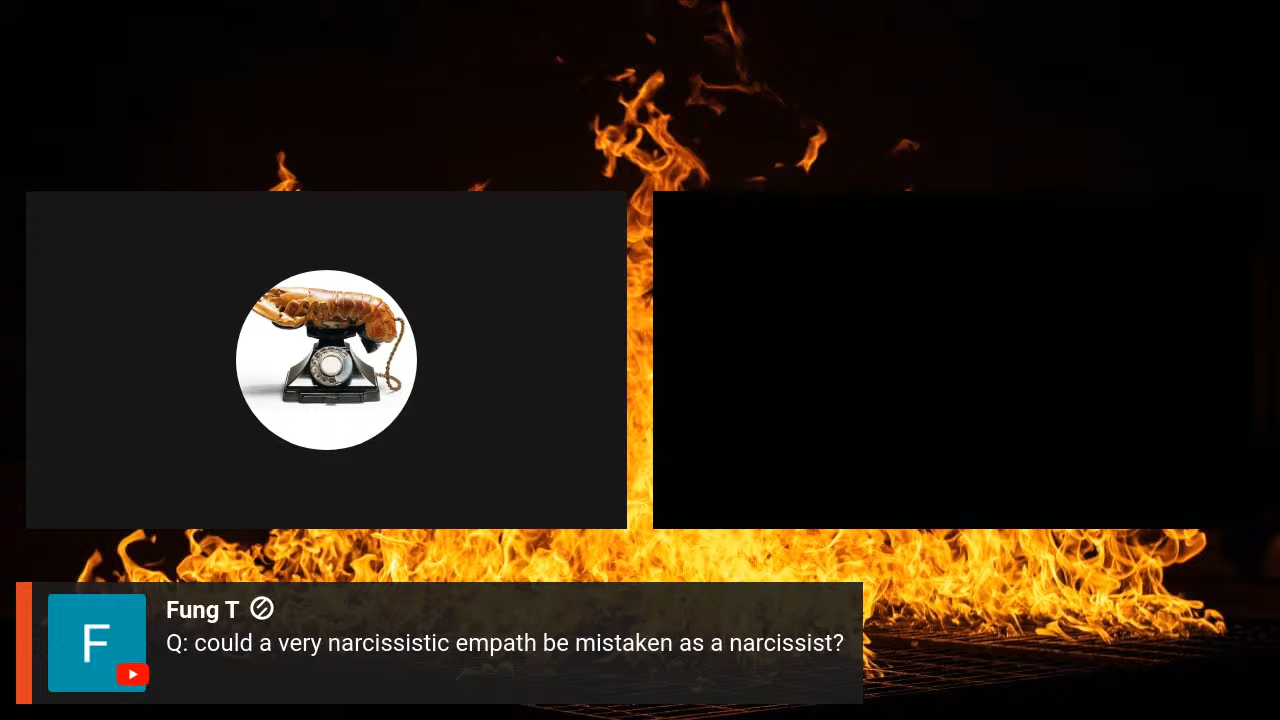 F
Fung T
Q: could a very narcissistic empath be mistaken as a narcissist?